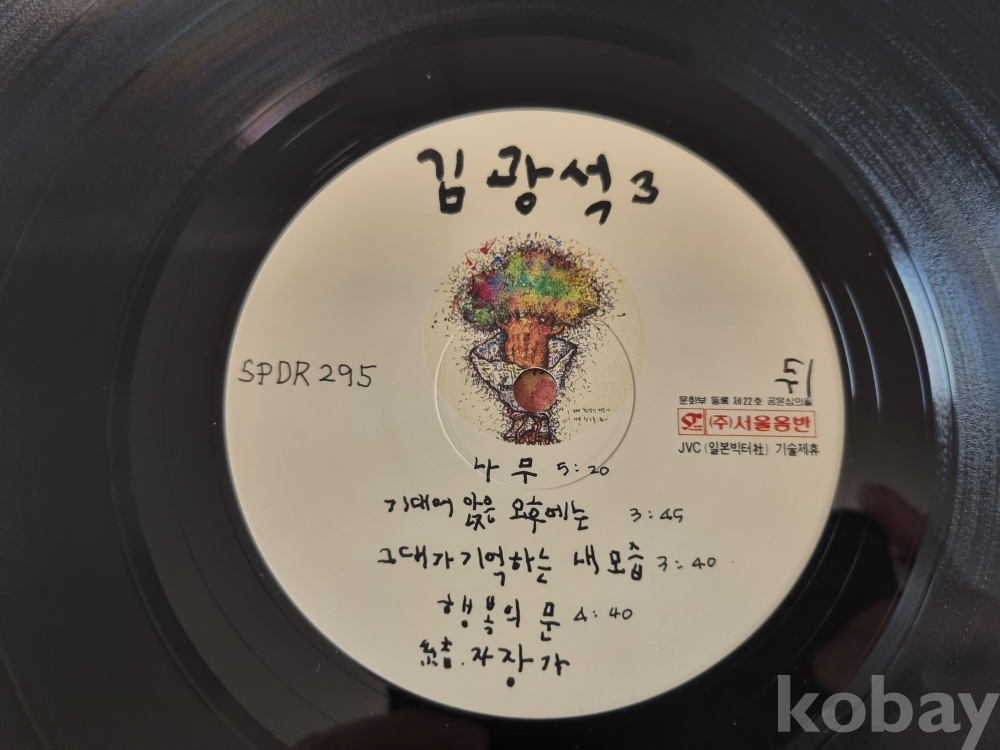 김광석 3
SPDR 295
뒤
문화부 등록 제22호 공은심의필
(주)서울음반
JVC (일본빅터社) 기술제휴
나무 5:20
기대어 앉은 오후에는 3:45
그대가 기억하는 내 모습 3:40
행복의 문 4:40
結. 자장가
kobay